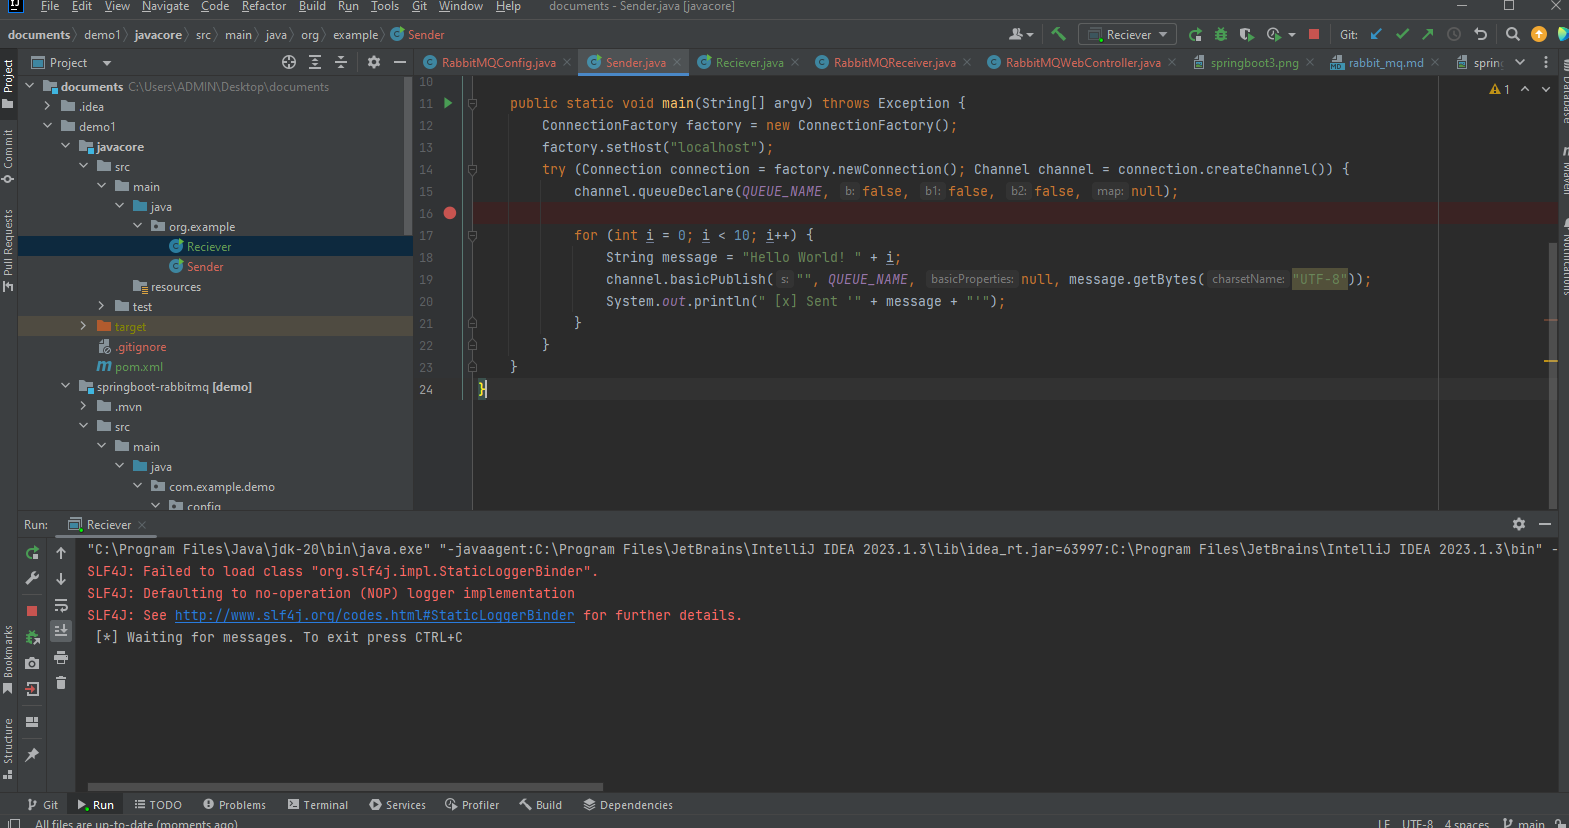 File Edit View Navigate Code Refactor Build Run Tools Git Window Help documents - Sender.java [javacore]
documents demo1 javacore src main java org example Sender Reciever Git:
Project RabbitMQConfig.java Sender.java Reciever.java RabbitMQReceiver.java RabbitMQWebController.java springboot3.png rabbit_mq.md
documents C:\Users\ADMIN\Desktop\documents
.idea
demo1
javacore
src
main
java
org.example
Reciever
Sender
resources
test
target
.gitignore
pom.xml
springboot-rabbitmq [demo]
.mvn
src
main
java
com.example.demo
config
10
11 public static void main(String[] argv) throws Exception {
12 ConnectionFactory factory = new ConnectionFactory();
13 factory.setHost("localhost");
14 try (Connection connection = factory.newConnection(); Channel channel = connection.createChannel()) {
15 channel.queueDeclare(QUEUE_NAME, b: false, b1: false, b2: false, map: null);
16
17 for (int i = 0; i < 10; i++) {
18 String message = "Hello World! " + i;
19 channel.basicPublish( s: "", QUEUE_NAME, basicProperties: null, message.getBytes( charsetName: "UTF-8"));
20 System.out.println(" [x] Sent '" + message + "'");
21 }
22 }
23 }
24 }
1
Project
Commit
Pull Requests
Bookmarks
Structure
Database
Maven
Notifications
Run: Reciever
"C:\Program Files\Java\jdk-20\bin\java.exe" "-javaagent:C:\Program Files\JetBrains\IntelliJ IDEA 2023.1.3\lib\idea_rt.jar=63997:C:\Program Files\JetBrains\IntelliJ IDEA 2023.1.3\bin" -
SLF4J: Failed to load class "org.slf4j.impl.StaticLoggerBinder".
SLF4J: Defaulting to no-operation (NOP) logger implementation
SLF4J: See http://www.slf4j.org/codes.html#StaticLoggerBinder for further details.
[*] Waiting for messages. To exit press CTRL+C
Git Run TODO Problems Terminal Services Profiler Build Dependencies
All files are up-to-date (moments ago) LF UTF-8 4 spaces main